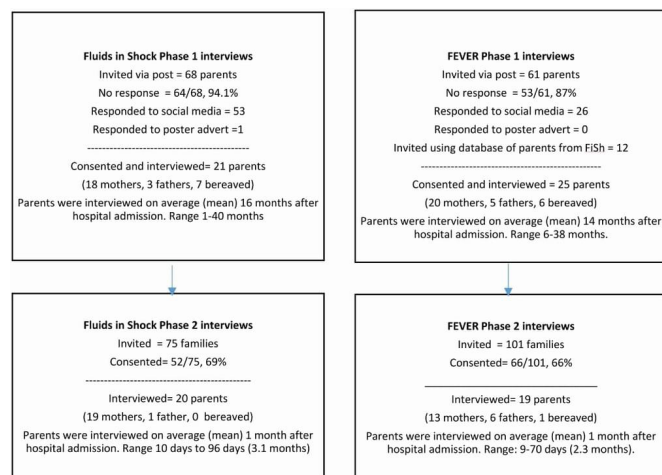 Fluids in Shock Phase 1 interviews
Invited via post = 68 parents
No response = 64/68, 94.1%
Responded to social media = 53
Responded to poster advert =1
Consented and interviewed= 21 parents
(18 mothers, 3 fathers, 7 bereaved)
Parents were interviewed on average (mean) 16 months after
hospital admission. Range 1-40 months
FEVER Phase 1 interviews
Invited via post = 61 parents
No response = 53/61, 87%
Responded to social media = 26
Responded to poster advert = 0
Invited using database of parents from FiSh = 12
Consented and interviewed = 25 parents
(20 mothers, 5 fathers, 6 bereaved)
Parents were interviewed on average (mean) 14 months after
hospital admission. Range 6-38 months.
Fluids in Shock Phase 2 interviews
Invited = 75 families
Consented= 52/75, 69%
Interviewed= 20 parents
(19 mothers, 1 father, 0 bereaved)
Parents were interviewed on average (mean) 1 month after
hospital admission. Range 10 days to 96 days (3.1 months)
FEVER Phase 2 interviews
Invited = 101 families
Consented= 66/101, 66%
Interviewed = 19 parents
(13 mothers, 6 fathers, 1 bereaved)
Parents were interviewed on average (mean) 1 month after
hospital admission. Range: 9-70 days (2.3 months).